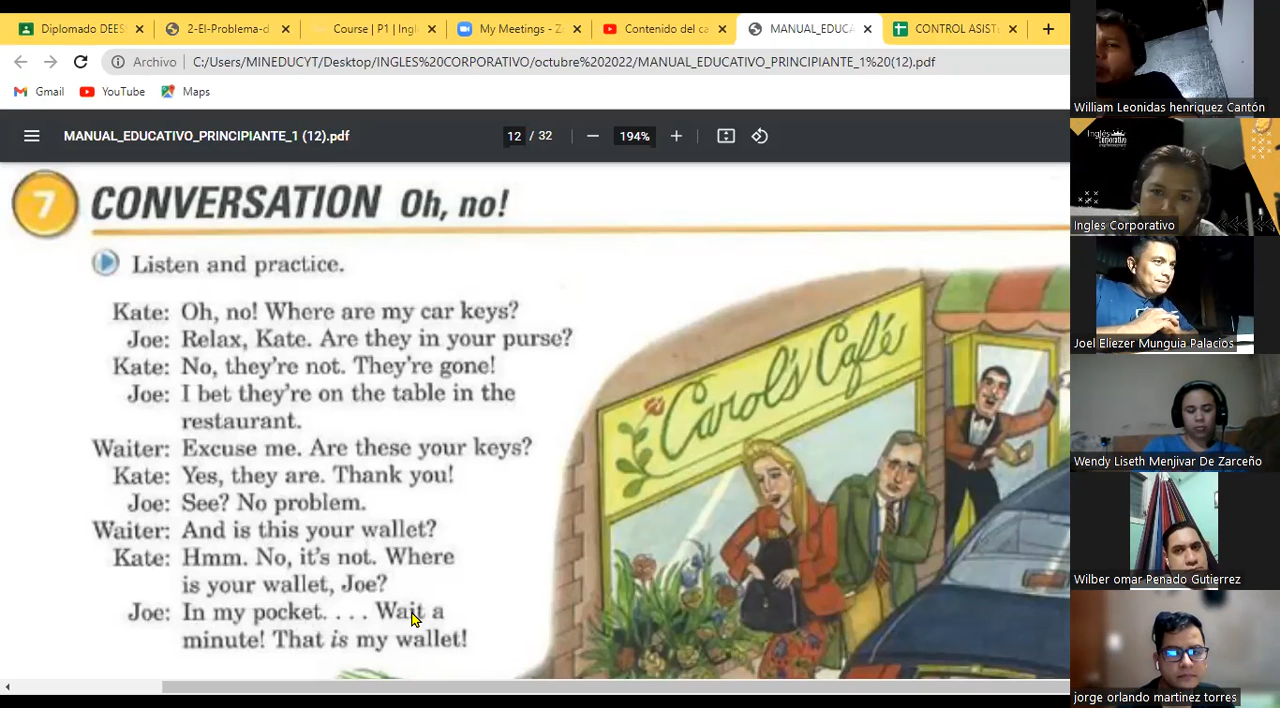 Diplomado DEES
2-El-Problema-d
Course | P1 | Ingl
My Meetings - Z
Contenido del ca
MANUAL_EDUCA
CONTROL ASIST
Archivo
C:/Users/MINEDUCYT/Desktop/INGLES%20CORPORATIVO/octubre%202022/MANUAL_EDUCATIVO_PRINCIPIANTE_1%20(12).pdf
Gmail
YouTube
Maps
MANUAL_EDUCATIVO_PRINCIPIANTE_1 (12).pdf
12 / 32
194%
7 CONVERSATION Oh, no!
Listen and practice.
Kate: Oh, no! Where are my car keys?
Joe: Relax, Kate. Are they in your purse?
Kate: No, they're not. They're gone!
Joe: I bet they're on the table in the
restaurant.
Waiter: Excuse me. Are these your keys?
Kate: Yes, they are. Thank you!
Joe: See? No problem.
Waiter: And is this your wallet?
Kate: Hmm. No, it's not. Where
is your wallet, Joe?
Joe: In my pocket. . . . Wait a
minute! That is my wallet!
Carol's Café
William Leonidas henriquez Cantón
Inglés
Corporativo
Ingles Corporativo
Joel Eliezer Munguia Palacios
Wendy Liseth Menjivar De Zarceño
Wilber omar Penado Gutierrez
jorge orlando martinez torres